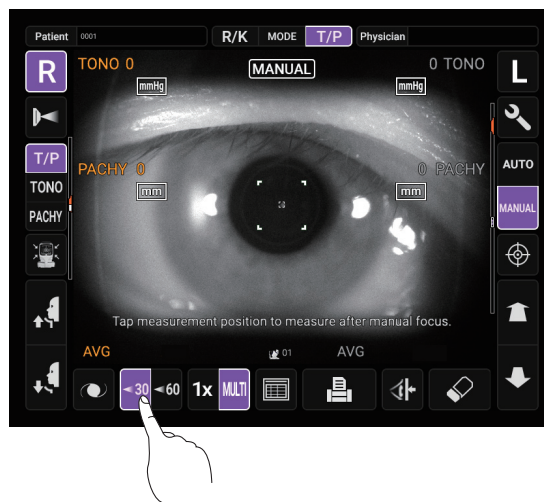 Patient 0001 R/K MODE T/P Physician
R TONO 0 MANUAL 0 TONO L
mmHg mmHg
T/P AUTO
PACHY 0 0 PACHY
TONO mm mm
MANUAL
PACHY
Tap measurement position to measure after manual focus.
AVG 01 AVG
30 60 1x MULTI